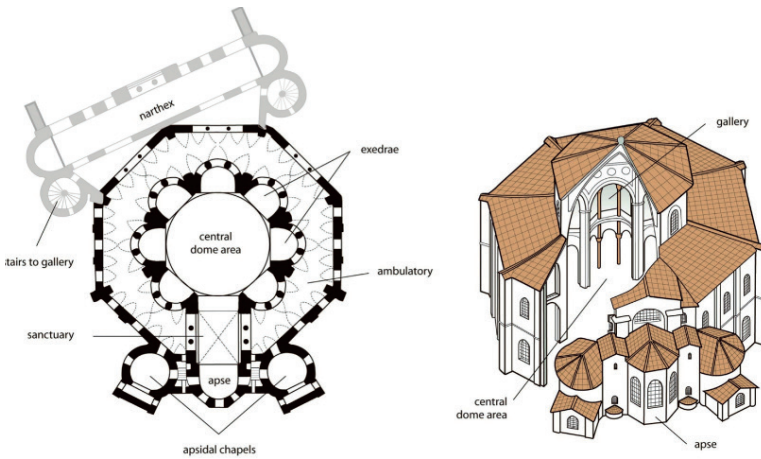 narthex
exedrae
central
dome area
tairs to gallery
ambulatory
sanctuary
apse
apsidal chapels
gallery
central
dome area
apse